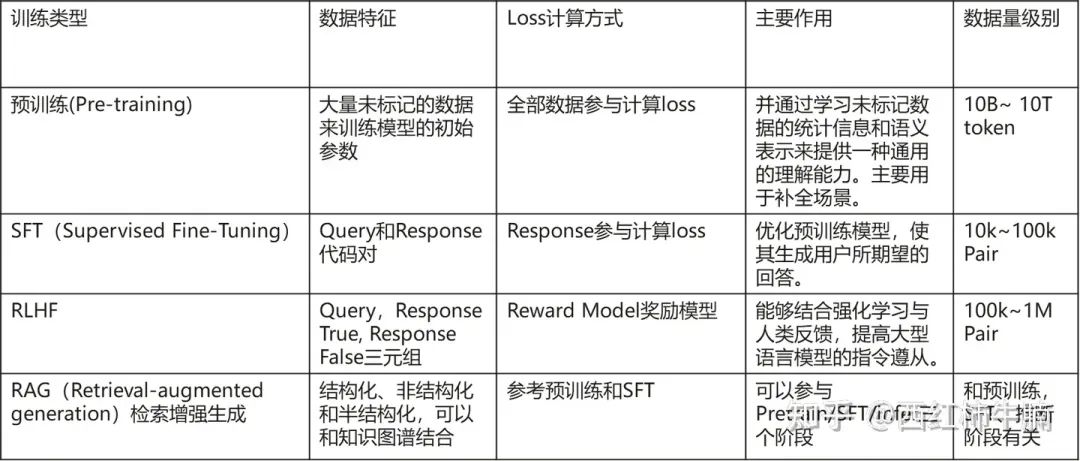 训练类型
数据特征
Loss计算方式
主要作用
数据量级别
预训练(Pre-training)
大量未标记的数据
来训练模型的初始
参数
全部数据参与计算loss
并通过学习未标记数
据的统计信息和语义
表示来提供一种通用
的理解能力。主要用
于补全场景。
10B~ 10T
token
SFT（Supervised Fine-Tuning）
Query和Response
代码对
Response参与计算loss
优化预训练模型，使
其生成用户所期望的
回答。
10k~100k
Pair
RLHF
Query，Response
True, Response
False三元组
Reward Model奖励模型
能够结合强化学习与
人类反馈，提高大型
语言模型的指令遵从。
100k~1M
Pair
RAG（Retrieval-augmented
generation）检索增强生成
结构化、非结构化
和半结构化，可以
和知识图谱结合
参考预训练和SFT
可以参与
Pretrain/SFT/infer三
个阶段
和预训练，
SFT、推断
阶段有关
知乎 @西红柿牛腩